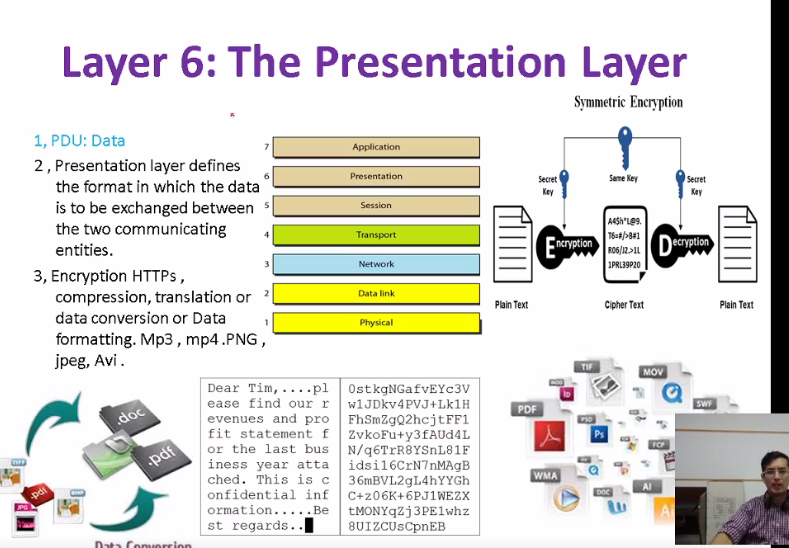 Layer 6: The Presentation Layer
1, PDU: Data
2 , Presentation layer defines
the format in which the data
is to be exchanged between
the two communicating
entities.
3, Encryption HTTPs ,
compression, translation or
data conversion or Data
formatting. Mp3 , mp4 .PNG ,
jpeg, Avi .
7 Application
6 Presentation
5 Session
4 Transport
3 Network
2 Data link
1 Physical
Symmetric Encryption
Secret
Key
Same Key
Secret
Key
A4$h*L@9.
T6=#/>B#1
R06/J2.>1L
1PRL39P20
Encryption
Decryption
Plain Text
Cipher Text
Plain Text
.doc
.pdf
TIFF
.pdf
BMP
JPG
Data Conversion
Dear Tim,....pl
ease find our r
evenues and pro
fit statement f
or the last bus
iness year atta
ched. This is c
onfidential inf
ormation.....Be
st regards..
0stkgNGafvEYc3V
w1JDkv4PVJ+Lk1H
FhSmZgQ2hcjtFF1
ZvkoFu+y3fAUd4L
N/q6TrR8YSnL81F
idsi16CrN7nMAgB
36mBVL2gL4hYYGh
C+z06K+6PJ1WEZX
tMONYqZj3PE1whz
8UIZCUsCpnEB
TIF
MOV
INDD
Id
SWF
PDF
PSD
Ps
FCP
WMA
DOC
AI
Ai